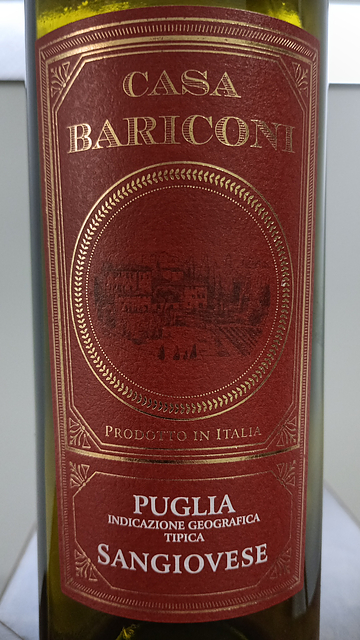 CASA
BARICONI
PRODOTTO IN ITALIA
PUGLIA
INDICAZIONE GEOGRAFICA
TIPICA
SANGIOVESE